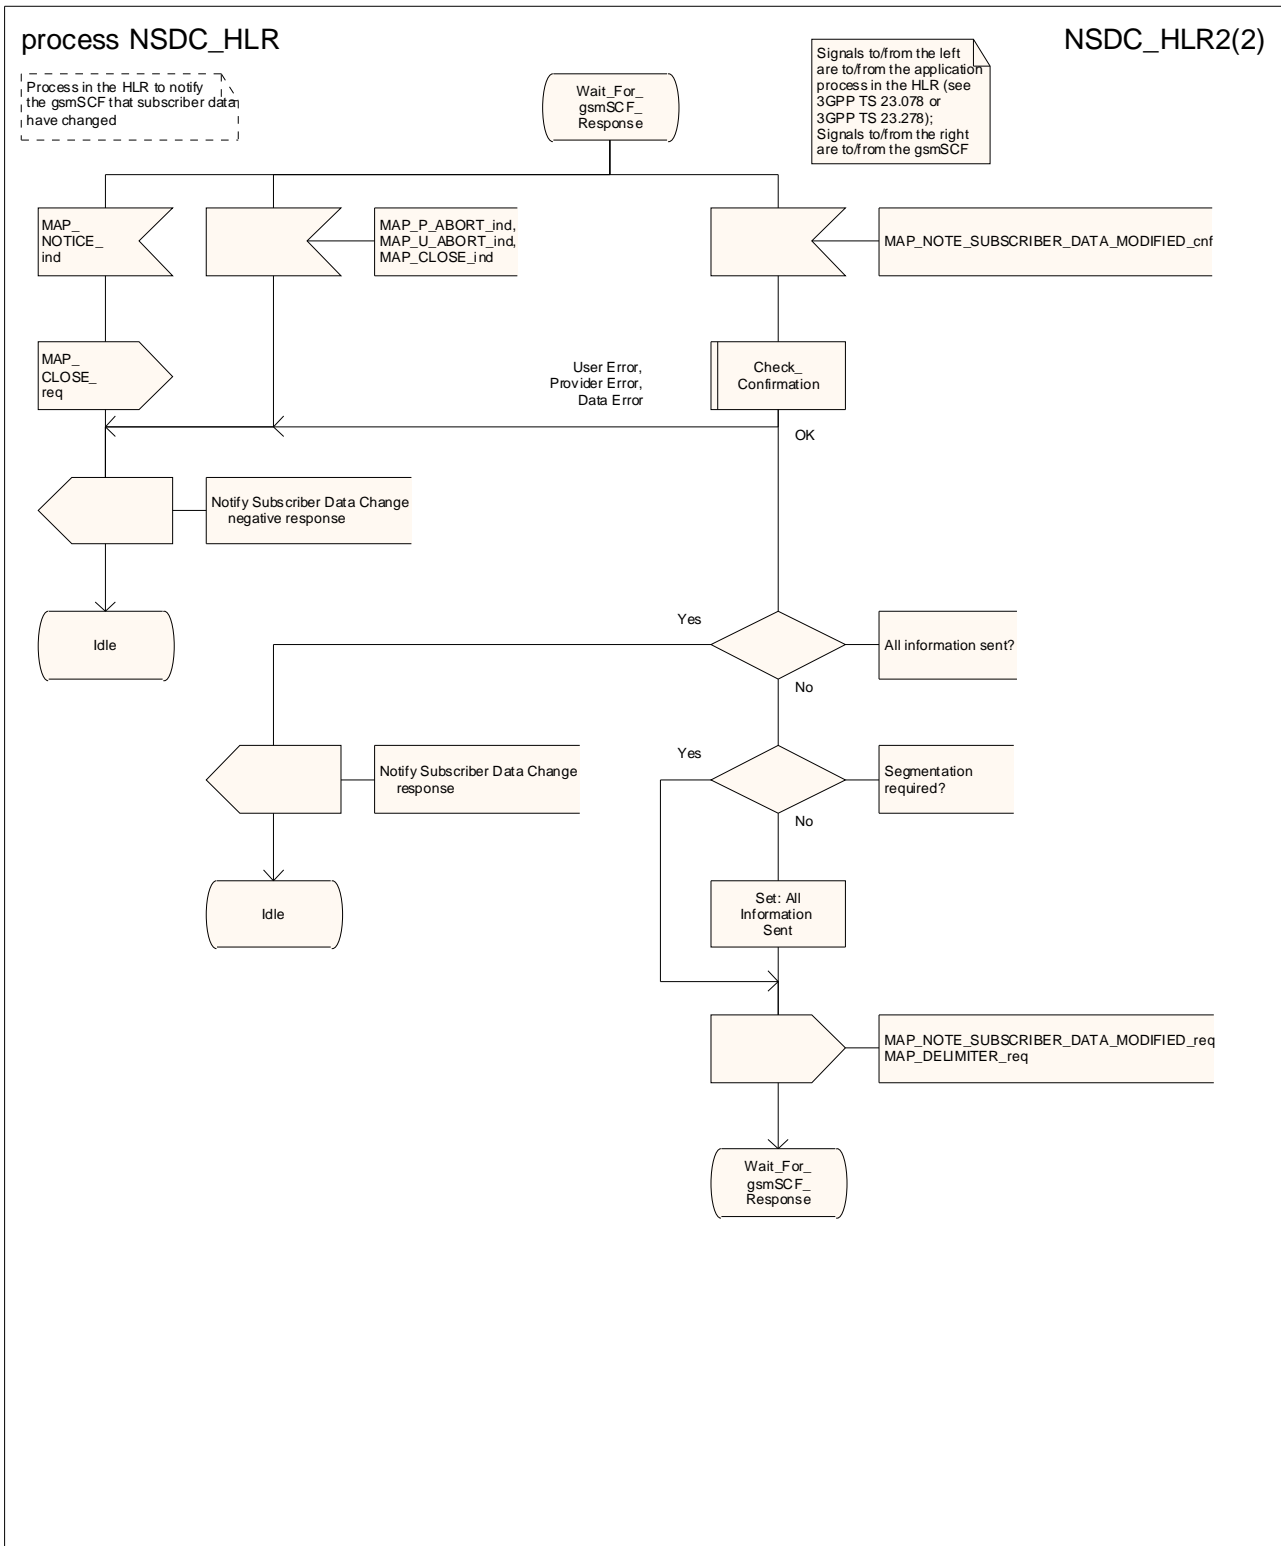 process NSDC_HLR
NSDC_HLR2(2)
Process in the HLR to notify
the gsmSCF that subscriber data
have changed
Wait_For_
gsmSCF_
Response
Signals to/from the left
are to/from the application
process in the HLR (see
3GPP TS 23.078 or
3GPP TS 23.278);
Signals to/from the right
are to/from the gsmSCF
MAP_
NOTICE_
ind
MAP_P_ABORT_ind,
MAP_U_ABORT_ind,
MAP_CLOSE_ind
MAP_NOTE_SUBSCRIBER_DATA_MODIFIED_cnf
MAP_
CLOSE_
req
User Error,
Provider Error,
Data Error
Check_
Confirmation
OK
Notify Subscriber Data Change
negative response
Idle
Yes
All information sent?
No
Notify Subscriber Data Change
response
Yes
Segmentation
required?
No
Idle
Set: All
Information
Sent
MAP_NOTE_SUBSCRIBER_DATA_MODIFIED_req
MAP_DELIMITER_req
Wait_For_
gsmSCF_
Response